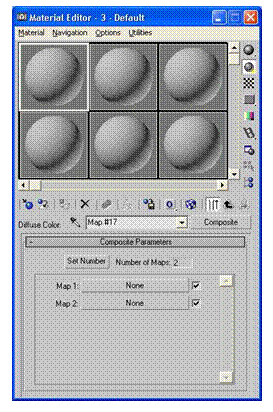 Material Editor - 3 - Default
Material Navigation Options Utilities
Diffuse Color: Map #17 Composite
- Composite Parameters
Set Number Number of Maps: 2
Map 1: None
Map 2: None